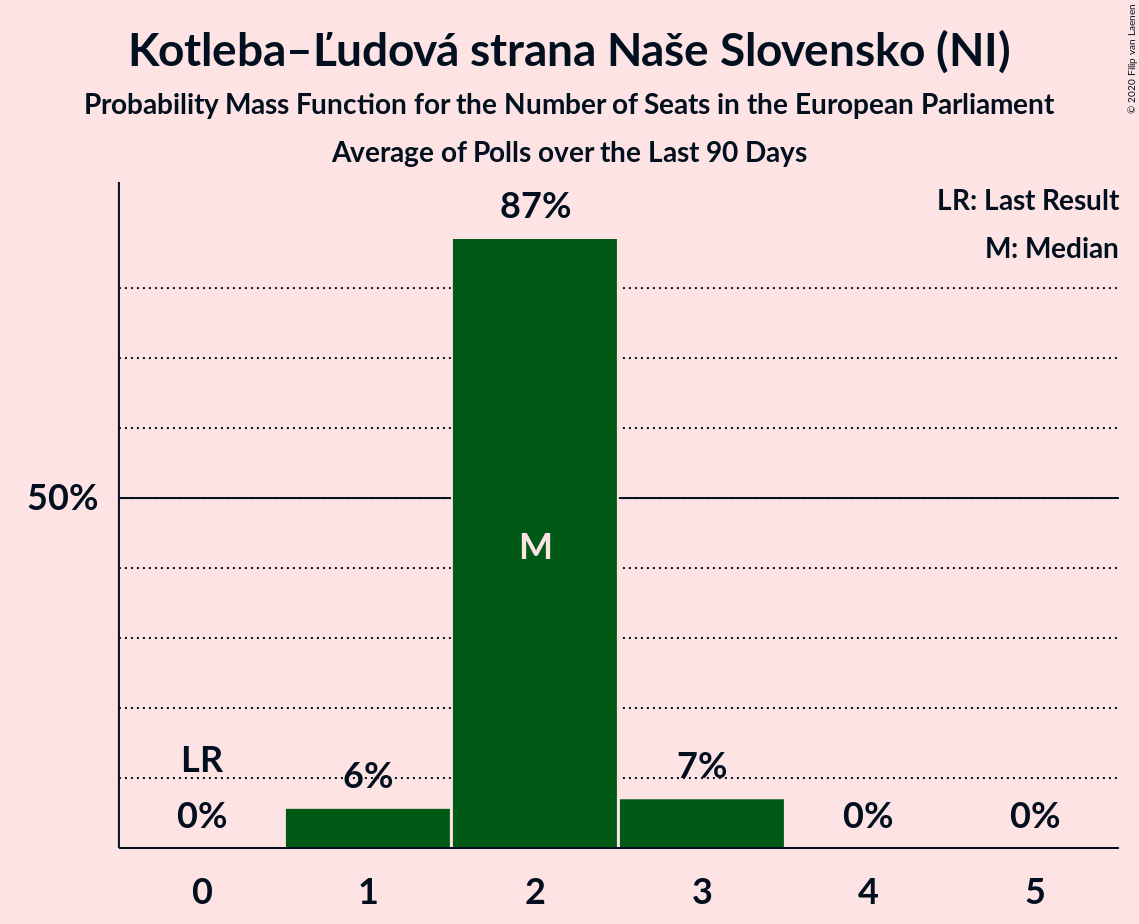 Kotleba–Ľudová strana Naše Slovensko (NI)
Probability Mass Function for the Number of Seats in the European Parliament
Average of Polls over the Last 90 Days
© 2020 Filip van Laenen
LR: Last Result
M: Median
87%
50%
M
LR
0%
6%
7%
0%
0%
0 1 2 3 4 5